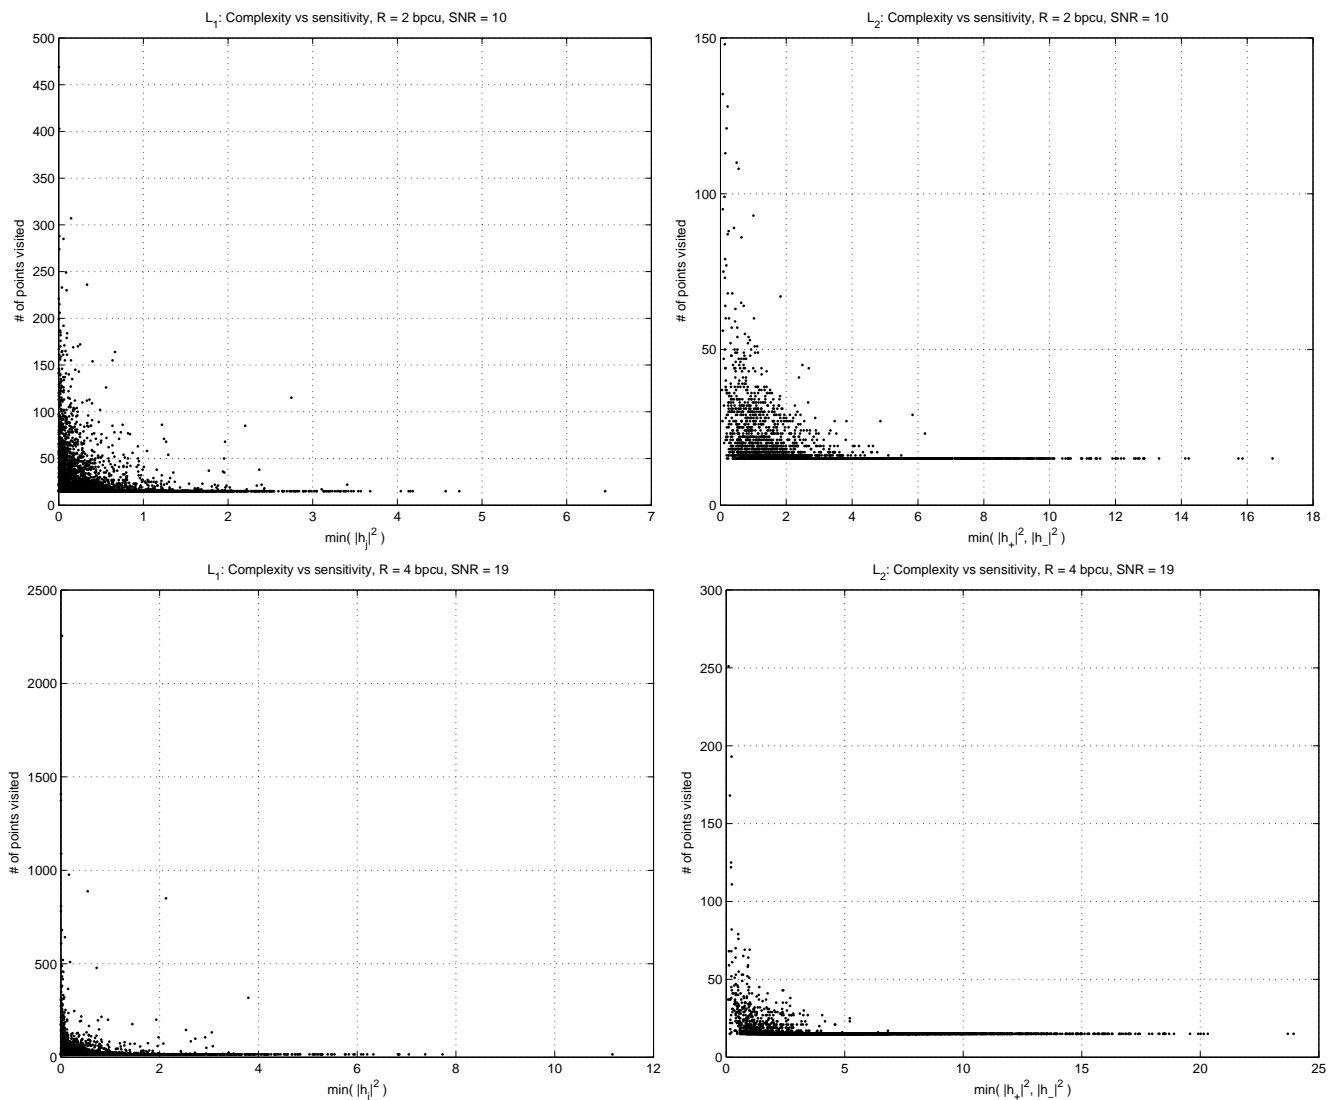 L1: Complexity vs sensitivity, R = 2 bpcu, SNR = 10
500
450
400
350
300
250
200
150
100
50
0
# of points visited
0 1 2 3 4 5 6 7
min( |hj|^2 )
L2: Complexity vs sensitivity, R = 2 bpcu, SNR = 10
150
100
50
0
# of points visited
0 2 4 6 8 10 12 14 16 18
min( |h+|^2, |h−|^2 )
L1: Complexity vs sensitivity, R = 4 bpcu, SNR = 19
2500
2000
1500
1000
500
0
# of points visited
0 2 4 6 8 10 12
min( |hj|^2 )
L2: Complexity vs sensitivity, R = 4 bpcu, SNR = 19
300
250
200
150
100
50
0
# of points visited
0 5 10 15 20 25
min( |h+|^2, |h−|^2 )